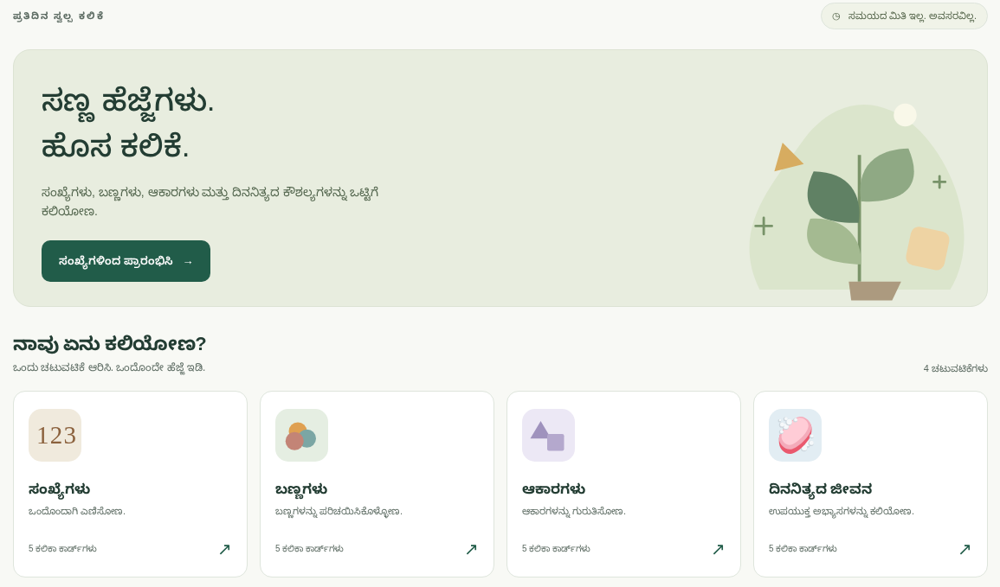 ಪ್ರತಿದಿನ ಸ್ವಲ್ಪ ಕಲಿಕೆ
ಸಮಯದ ಮಿತಿ ಇಲ್ಲ. ಅವಸರವಿಲ್ಲ.
ಸಣ್ಣ ಹೆಜ್ಜೆಗಳು.
ಹೊಸ ಕಲಿಕೆ.
ಸಂಖ್ಯೆಗಳು, ಬಣ್ಣಗಳು, ಆಕಾರಗಳು ಮತ್ತು ದಿನನಿತ್ಯದ ಕೌಶಲ್ಯಗಳನ್ನು ಒಟ್ಟಿಗೆ
ಕಲಿಯೋಣ.
ಸಂಖ್ಯೆಗಳಿಂದ ಪ್ರಾರಂಭಿಸಿ →
ನಾವು ಏನು ಕಲಿಯೋಣ?
ಒಂದು ಚಟುವಟಿಕೆ ಆರಿಸಿ. ಒಂದೊಂದೇ ಹೆಜ್ಜೆ ಇಡಿ.
4 ಚಟುವಟಿಕೆಗಳು
123
ಸಂಖ್ಯೆಗಳು
ಒಂದೊಂದಾಗಿ ಎಣಿಸೋಣ.
5 ಕಲಿಕಾ ಕಾರ್ಡ್‌ಗಳು
ಬಣ್ಣಗಳು
ಬಣ್ಣಗಳನ್ನು ಪರಿಚಯಿಸಿಕೊಳ್ಳೋಣ.
5 ಕಲಿಕಾ ಕಾರ್ಡ್‌ಗಳು
ಆಕಾರಗಳು
ಆಕಾರಗಳನ್ನು ಗುರುತಿಸೋಣ.
5 ಕಲಿಕಾ ಕಾರ್ಡ್‌ಗಳು
ದಿನನಿತ್ಯದ ಜೀವನ
ಉಪಯುಕ್ತ ಅಭ್ಯಾಸಗಳನ್ನು ಕಲಿಯೋಣ.
5 ಕಲಿಕಾ ಕಾರ್ಡ್‌ಗಳು